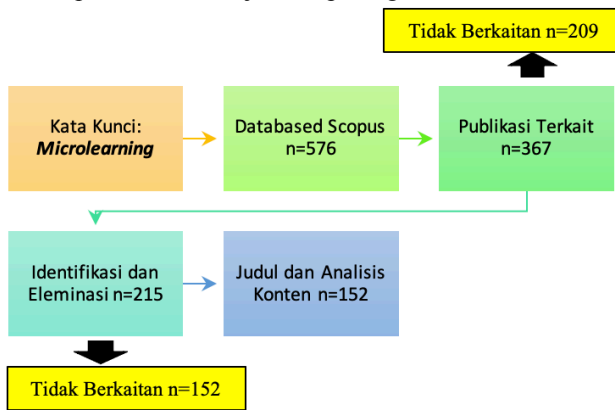 Tidak Berkaitan n=209
Kata Kunci:
Microlearning
Databased Scopus
n=576
Publikasi Terkait
n=367
Identifikasi dan
Eleminasi n=215
Judul dan Analisis
Konten n=152
Tidak Berkaitan n=152